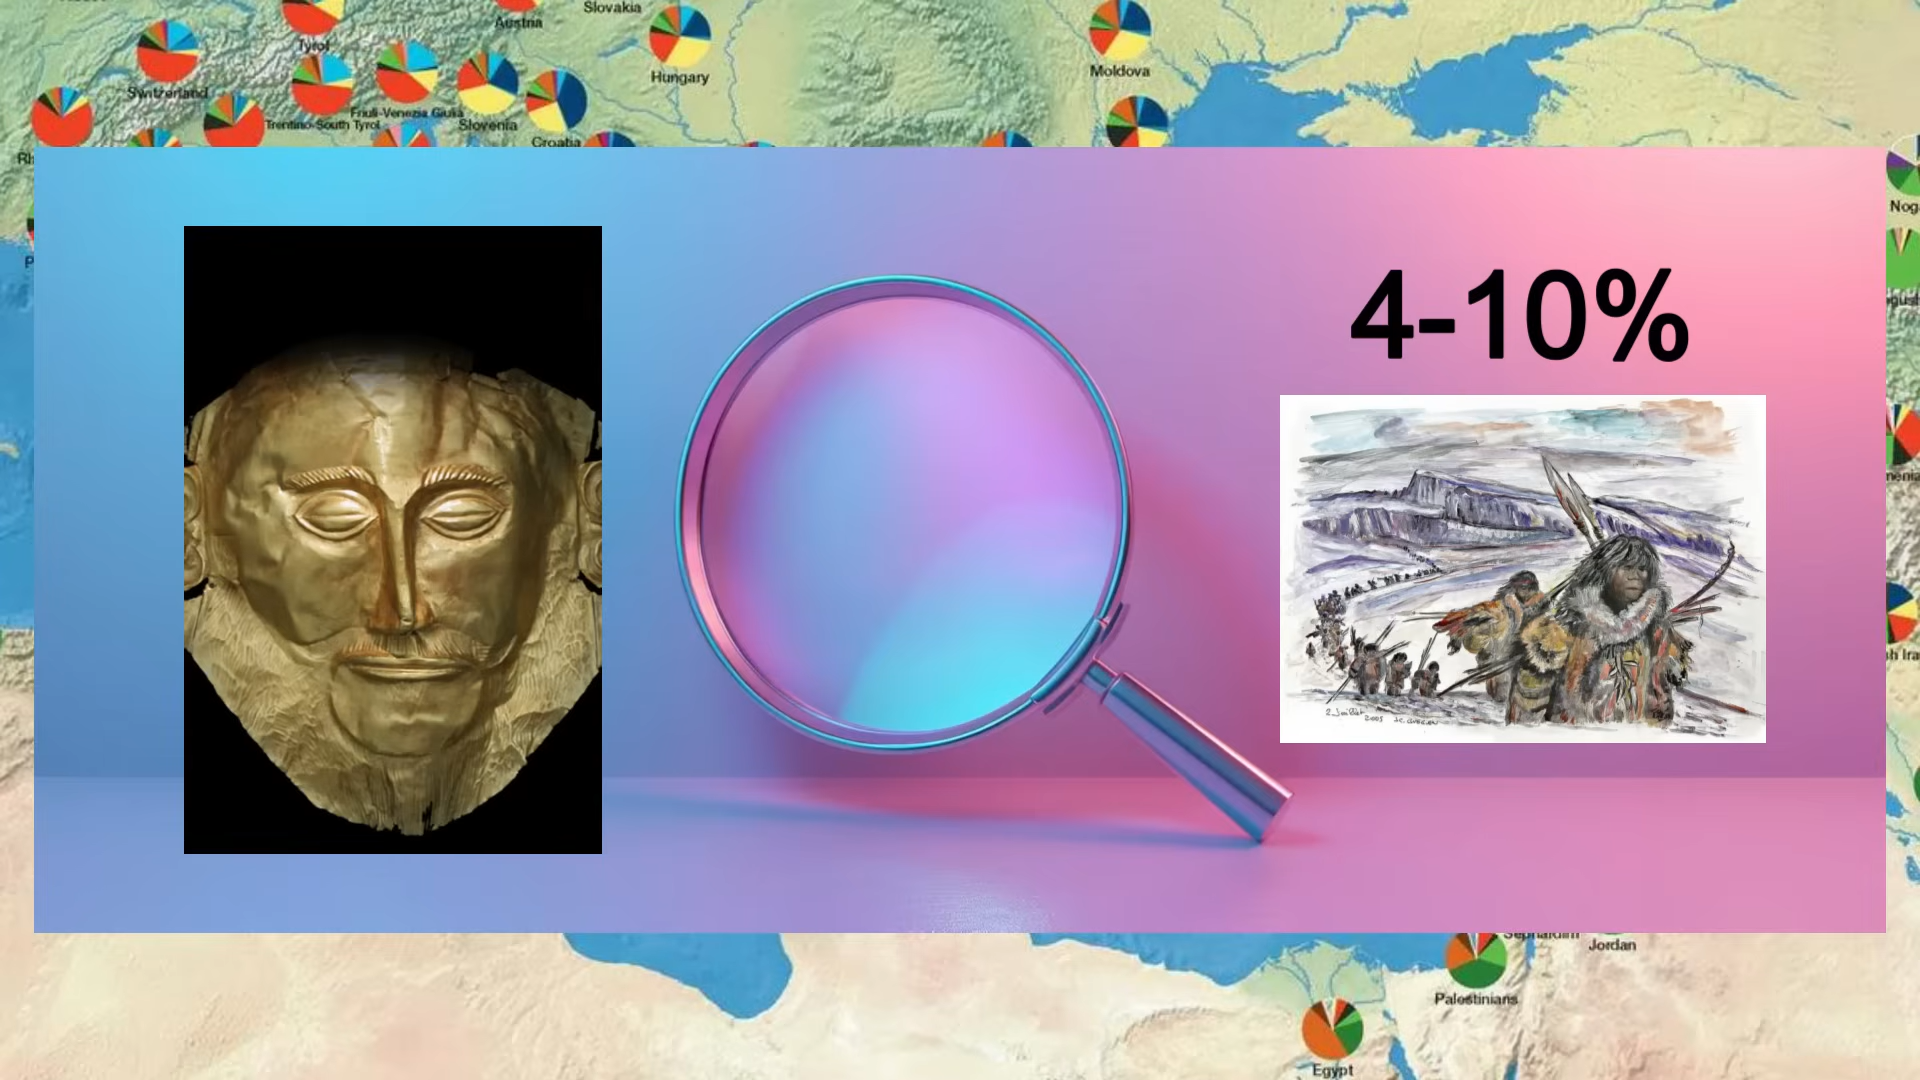 Slovakia
Austria
Tyrol
Hungary
Moldova
Switzerland
Friuli-Venezia Giulia
Trentino-South Tyrol
Slovenia
Croatia
4-10%
2005
Jordan
Palestinians
Egypt